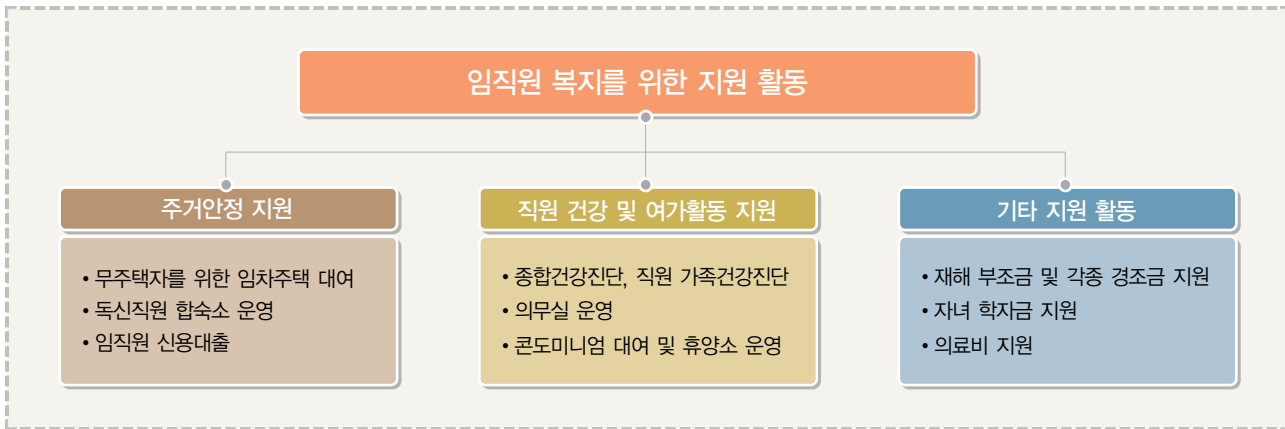 임직원 복지를 위한 지원 활동
주거안정 지원
• 무주택자를 위한 임차주택 대여
• 독신직원 합숙소 운영
• 임직원 신용대출
직원 건강 및 여가활동 지원
• 종합건강진단, 직원 가족건강진단
• 의무실 운영
• 콘도미니엄 대여 및 휴양소 운영
기타 지원 활동
• 재해 부조금 및 각종 경조금 지원
• 자녀 학자금 지원
• 의료비 지원